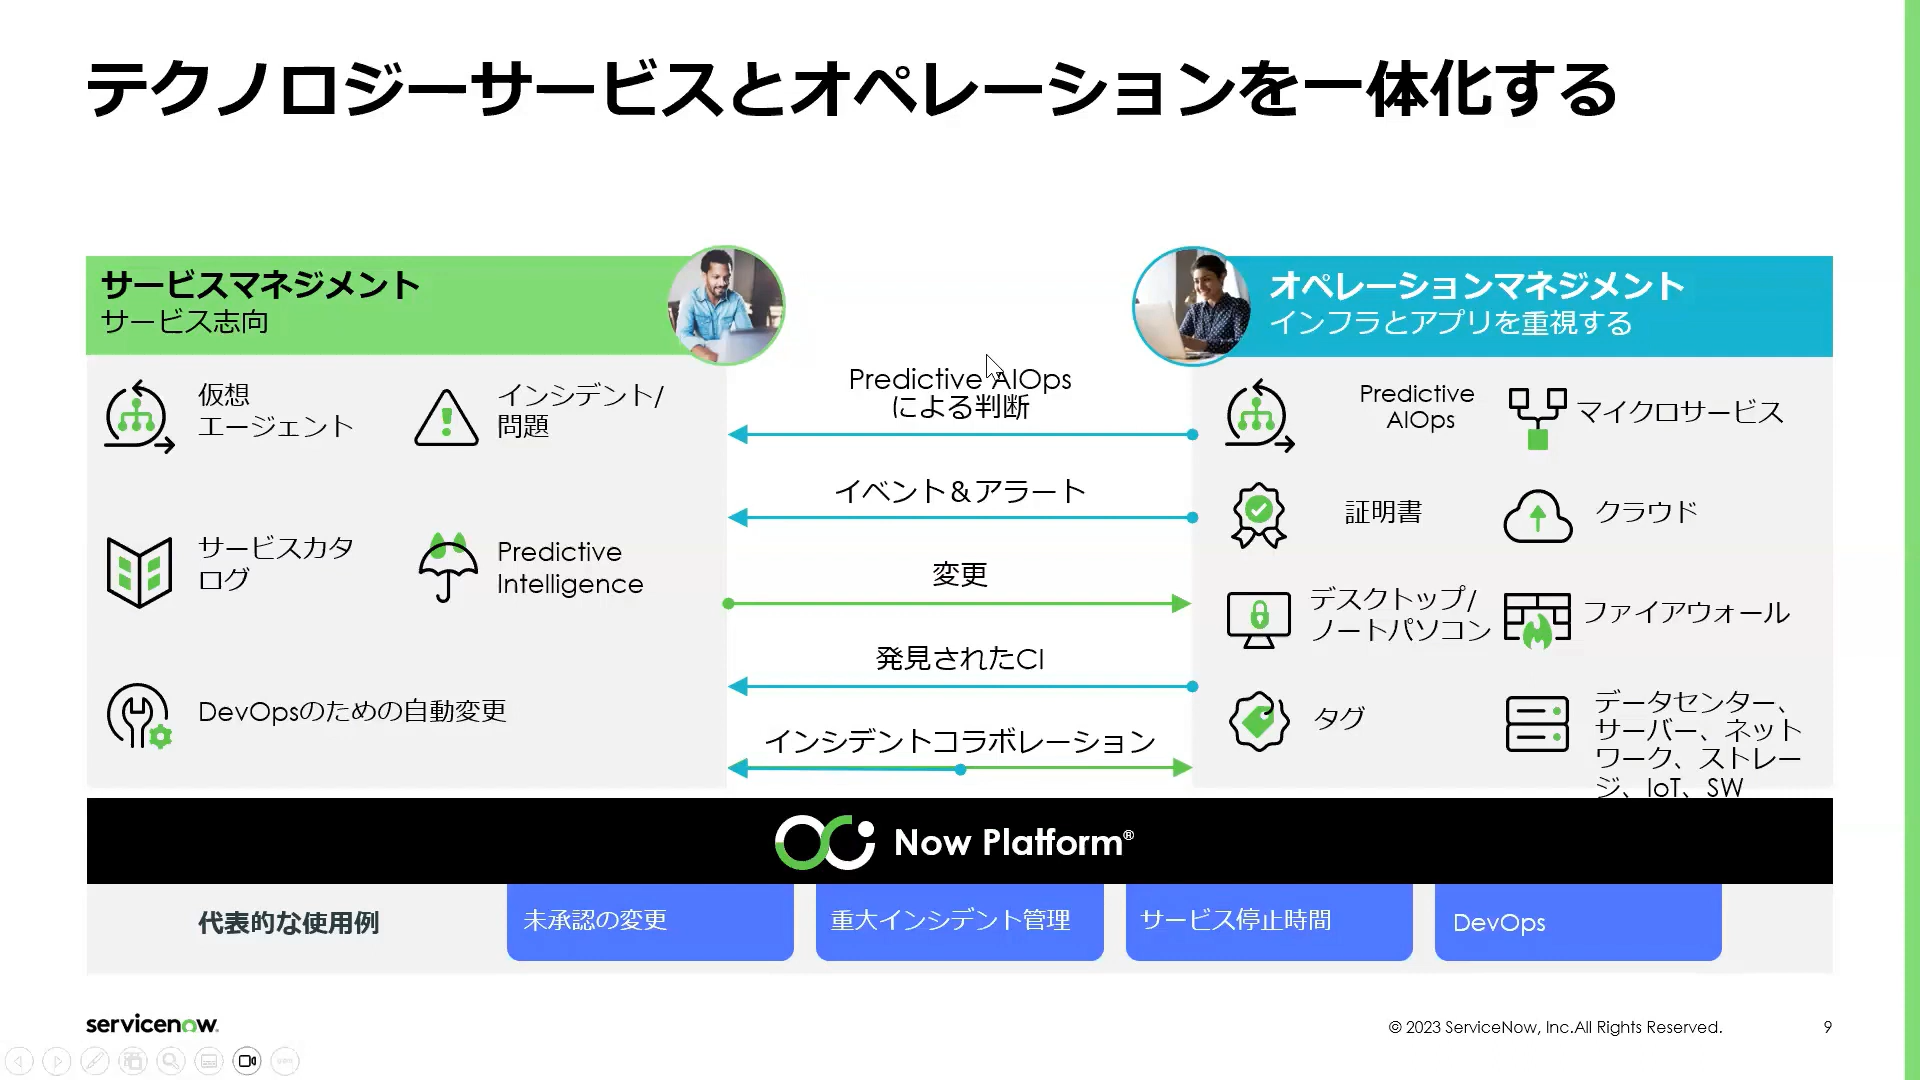 テクノロジーサービスとオペレーションを一体化する
サービスマネジメント
サービス志向
仮想
エージェント
インシデント/
問題
サービスカタ
ログ
Predictive
Intelligence
DevOpsのための自動変更
Predictive AIOps
による判断
イベント＆アラート
変更
発見されたCI
インシデントコラボレーション
オペレーションマネジメント
インフラとアプリを重視する
Predictive
AIOps
マイクロサービス
証明書
クラウド
デスクトップ/
ノートパソコン
ファイアウォール
タグ
データセンター、
サーバー、ネット
ワーク、ストレー
ジ、IoT、SW
Now Platform®
代表的な使用例
未承認の変更
重大インシデント管理
サービス停止時間
DevOps
servicenow.
© 2023 ServiceNow, Inc.All Rights Reserved.
9